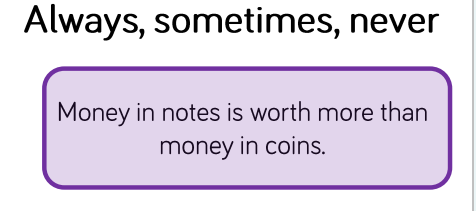 Always, sometimes, never
Money in notes is worth more than
money in coins.